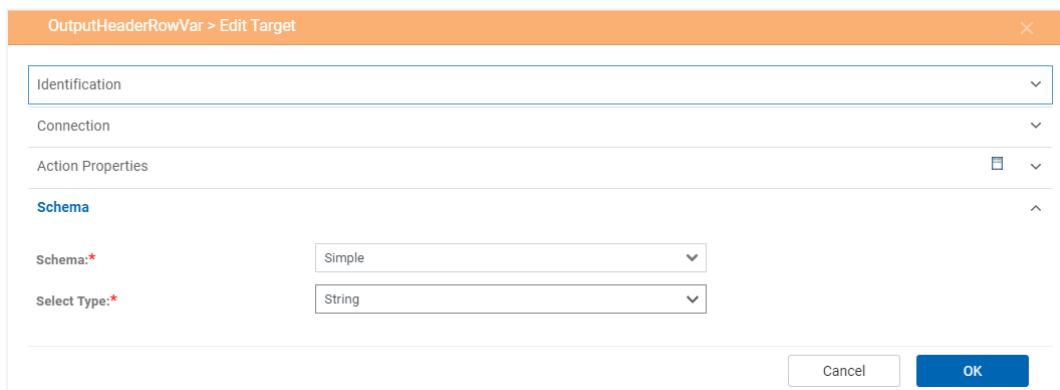 OutputHeaderRowVar > Edit Target
Identification
Connection
Action Properties
Schema
Schema:* Simple
Select Type:* String
Cancel OK